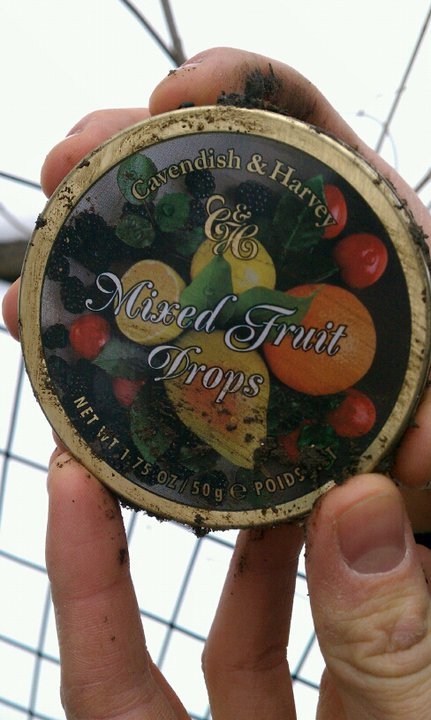 Cavendish & Harvey
C&H
Mixed Fruit
Drops
NET WT 1.75 OZ / 50g e POIDS